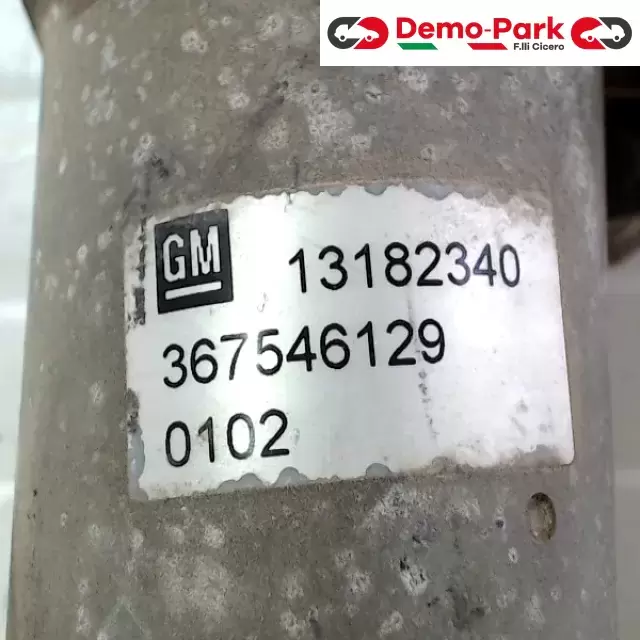 Demo-Park
F.lli Cicero
GM 13182340
367546129
0102